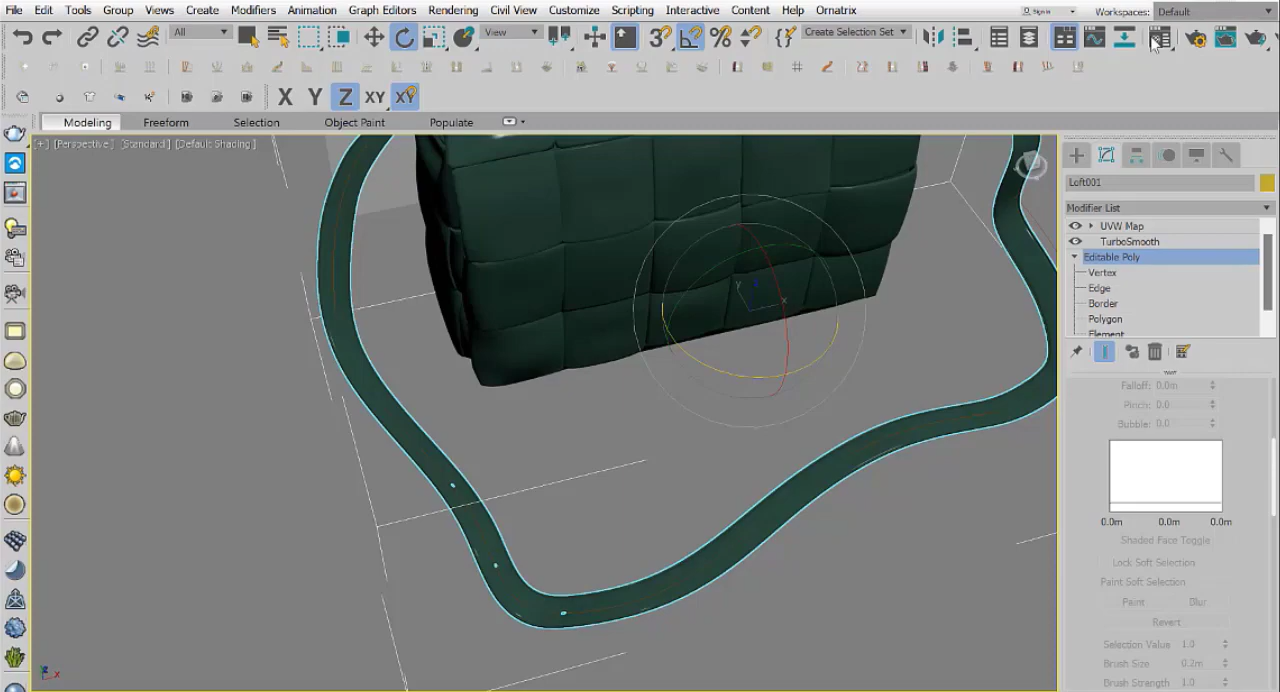 File Edit Tools Group Views Create Modifiers Animation Graph Editors Rendering Civil View Customize Scripting Interactive Content Help Ornatrix Sign In Workspaces: Default
All View Create Selection Set
X Y Z XY XY
Modeling Freeform Selection Object Paint Populate
[+] [Perspective] [Standard] [Default Shading]
Loft001
Modifier List
UVW Map
TurboSmooth
Editable Poly
Vertex
Edge
Border
Polygon
Element
Falloff: 0.0m
Pinch: 0.0
Bubble: 0.0
0.0m 0.0m 0.0m
Shaded Face Toggle
Lock Soft Selection
Paint Soft Selection
Paint Blur
Revert
Selection Value 1.0
Brush Size 0.2m
Brush Strength 1.0
y x
x